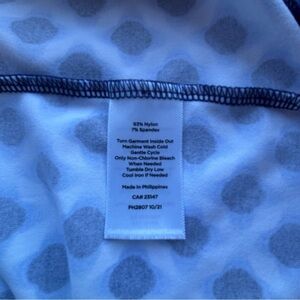 93% Nylon
7% Spandex
Turn Garment Inside Out
Machine Wash Cold
Gentle Cycle
Only Non-Chlorine Bleach
When Needed
Tumble Dry Low
Cool Iron If Needed
Made in Philippines
CA# 23147
PH2807 10/21